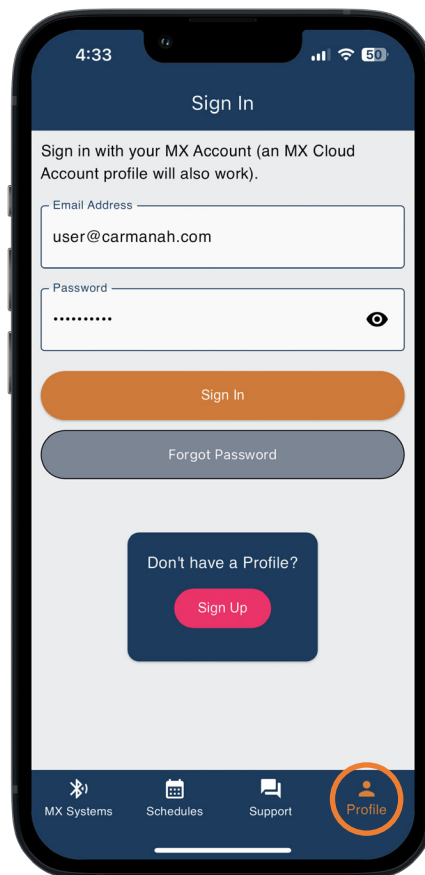 4:33
50
Sign In
Sign in with your MX Account (an MX Cloud
Account profile will also work).
Email Address
user@carmanah.com
Password
••••••••••
Sign In
Forgot Password
Don't have a Profile?
Sign Up
MX Systems Schedules Support Profile